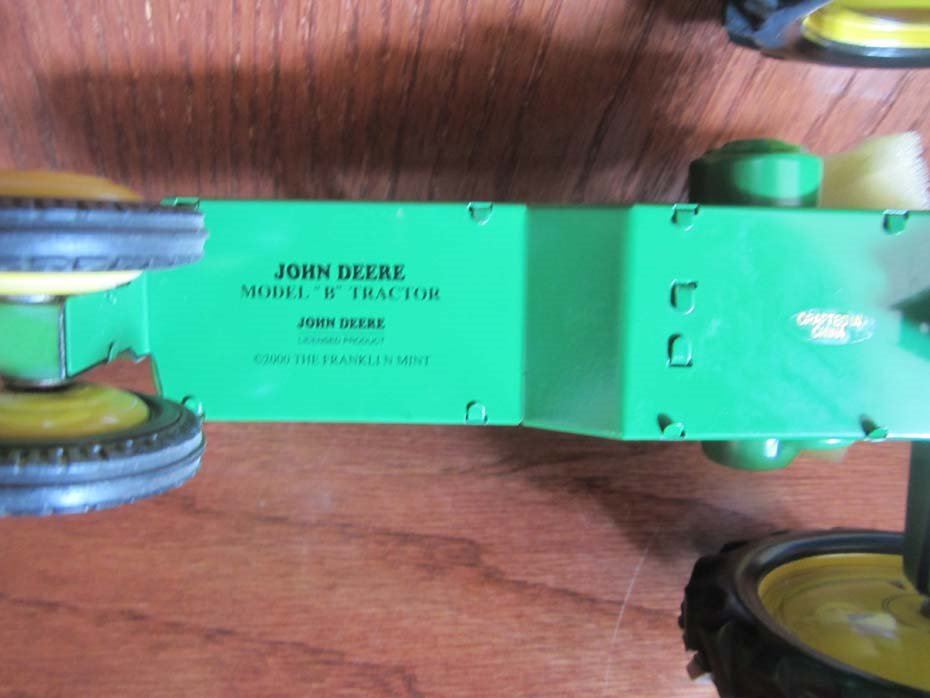 JOHN DEERE
MODEL "B" TRACTOR
JOHN DEERE
LICENSED PRODUCT
©2000 THE FRANKLIN MINT
CRAFTED IN
CHINA